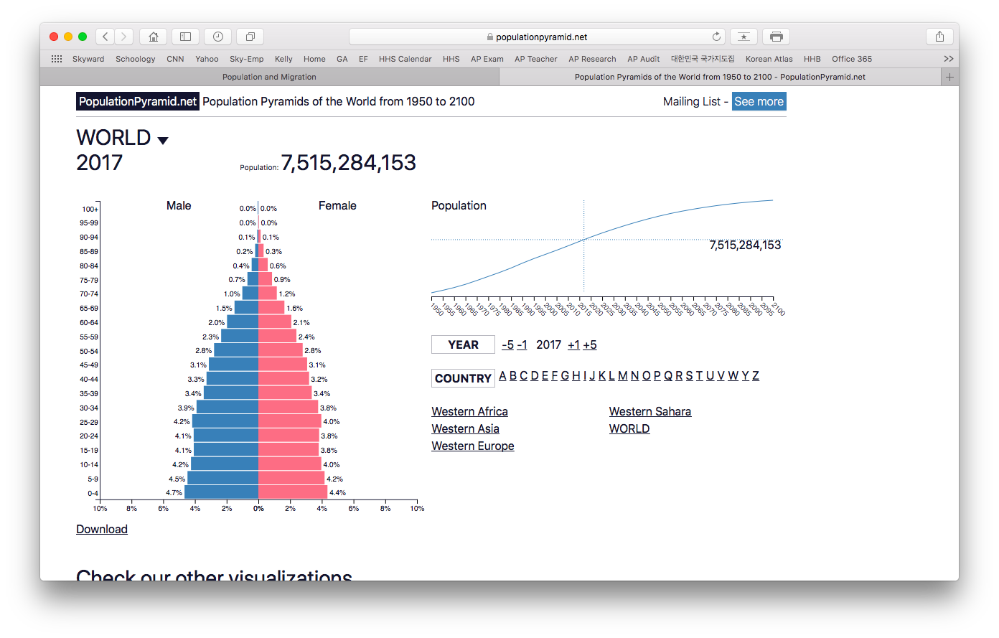 populationpyramid.net
Skyward Schoology CNN Yahoo Sky-Emp Kelly Home GA EF HHS Calendar HHS AP Exam AP Teacher AP Research AP Audit 대한민국 국가지도집 Korean Atlas HHB Office 365
Population and Migration
Population Pyramids of the World from 1950 to 2100 - PopulationPyramid.net
PopulationPyramid.net Population Pyramids of the World from 1950 to 2100
Mailing List - See more
WORLD
2017
Population: 7,515,284,153
Male Female
100+ 0.0% 0.0%
95-99 0.0% 0.0%
90-94 0.1% 0.1%
85-89 0.2% 0.3%
80-84 0.4% 0.6%
75-79 0.7% 0.9%
70-74 1.0% 1.2%
65-69 1.5% 1.6%
60-64 2.0% 2.1%
55-59 2.3% 2.4%
50-54 2.8% 2.8%
45-49 3.1% 3.1%
40-44 3.3% 3.2%
35-39 3.4% 3.4%
30-34 3.9% 3.8%
25-29 4.2% 4.0%
20-24 4.1% 3.8%
15-19 4.1% 3.8%
10-14 4.2% 4.0%
5-9 4.5% 4.2%
0-4 4.7% 4.4%
10% 8% 6% 4% 2% 0% 2% 4% 6% 8% 10%
Download
Population
7,515,284,153
1950 1955 1960 1965 1970 1975 1980 1985 1990 1995 2000 2005 2010 2015 2020 2025 2030 2035 2040 2045 2050 2055 2060 2065 2070 2075 2080 2085 2090 2095 2100
YEAR -5 -1 2017 +1 +5
COUNTRY A B C D E F G H I J K L M N O P Q R S T U V W Y Z
Western Africa
Western Asia
Western Europe
Western Sahara
WORLD
Check our other visualizations